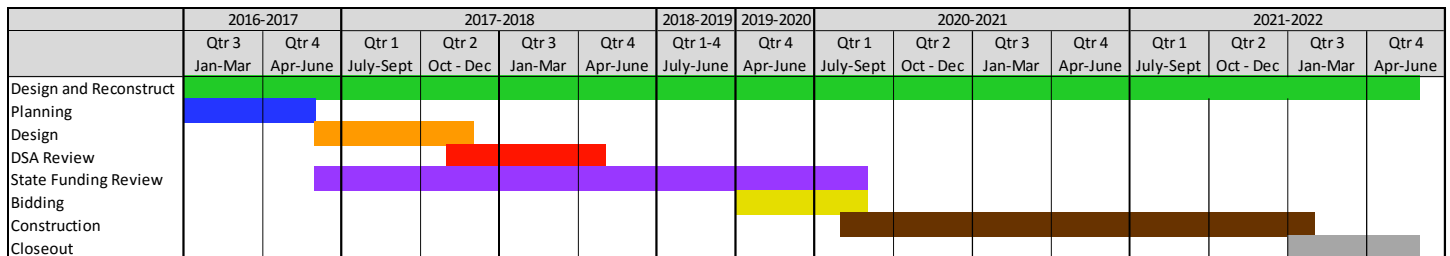 2016-2017 2017-2018 2018-2019 2019-2020 2020-2021 2021-2022
Qtr 3 Qtr 4 Qtr 1 Qtr 2 Qtr 3 Qtr 4 Qtr 1-4 Qtr 4 Qtr 1 Qtr 2 Qtr 3 Qtr 4 Qtr 1 Qtr 2 Qtr 3 Qtr 4
Jan-Mar Apr-June July-Sept Oct - Dec Jan-Mar Apr-June July-June Apr-June July-Sept Oct - Dec Jan-Mar Apr-June July-Sept Oct - Dec Jan-Mar Apr-June
Design and Reconstruct
Planning
Design
DSA Review
State Funding Review
Bidding
Construction
Closeout